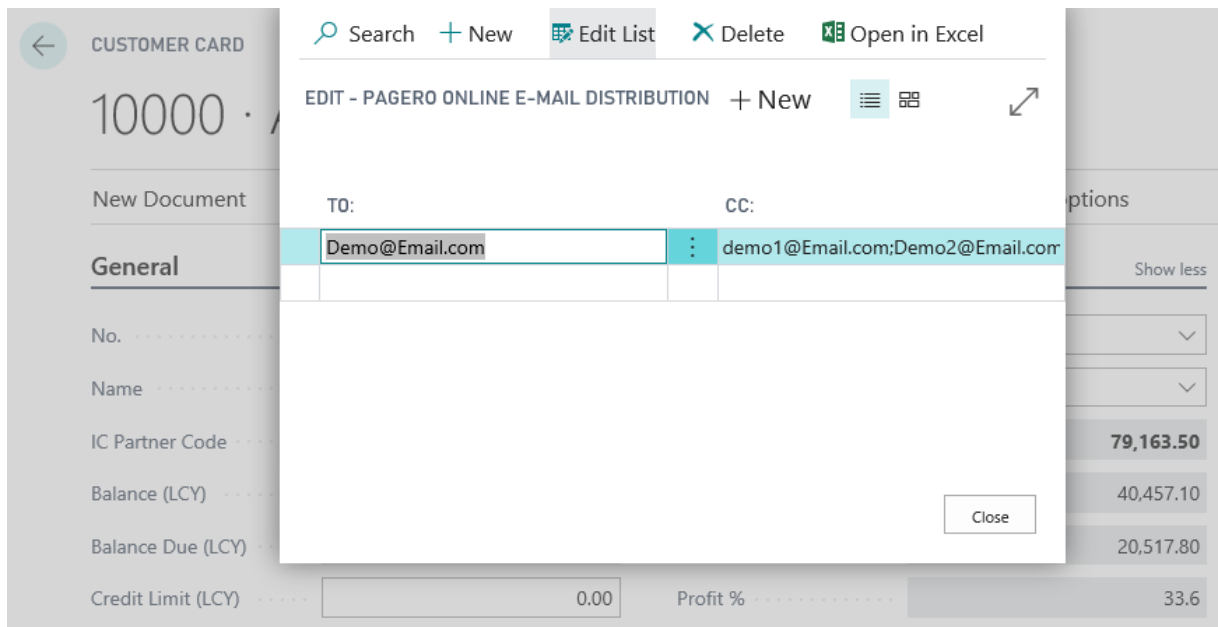 Search + New Edit List Delete Open in Excel
CUSTOMER CARD
EDIT - PAGERO ONLINE E-MAIL DISTRIBUTION + New
10000 ·
New Document
TO: CC:
Demo@Email.com demo1@Email.com;Demo2@Email.com
General
Show less
No.
Name
IC Partner Code 79,163.50
Balance (LCY) 40,457.10
Close
Balance Due (LCY) 20,517.80
Credit Limit (LCY) 0.00 Profit % 33.6